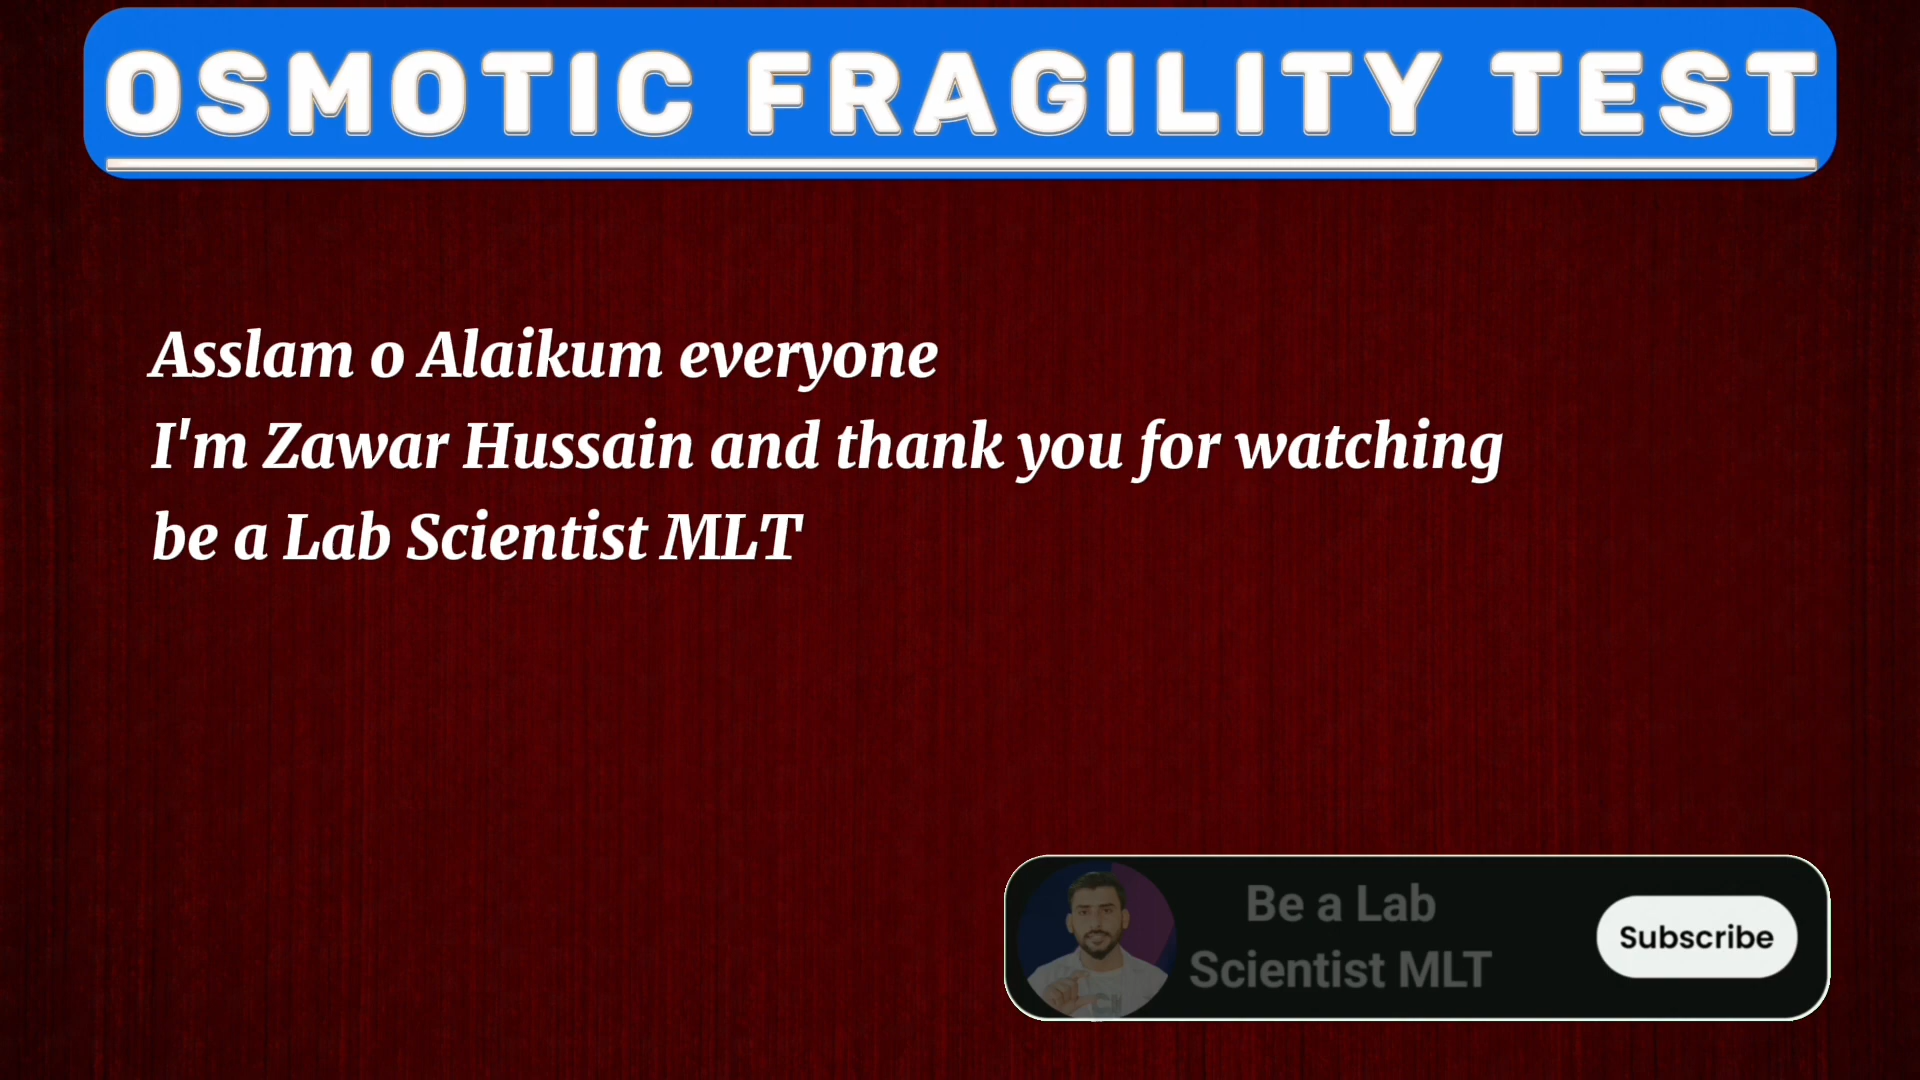 OSMOTIC FRAGILITY TEST
Asslam o Alaikum everyone
I'm Zawar Hussain and thank you for watching
be a Lab Scientist MLT
Be a Lab
Scientist MLT
Subscribe